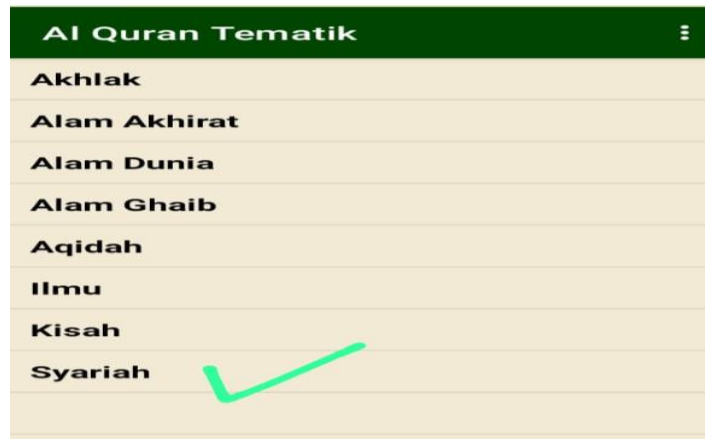 Al Quran Tematik
Akhlak
Alam Akhirat
Alam Dunia
Alam Ghaib
Aqidah
Ilmu
Kisah
Syariah